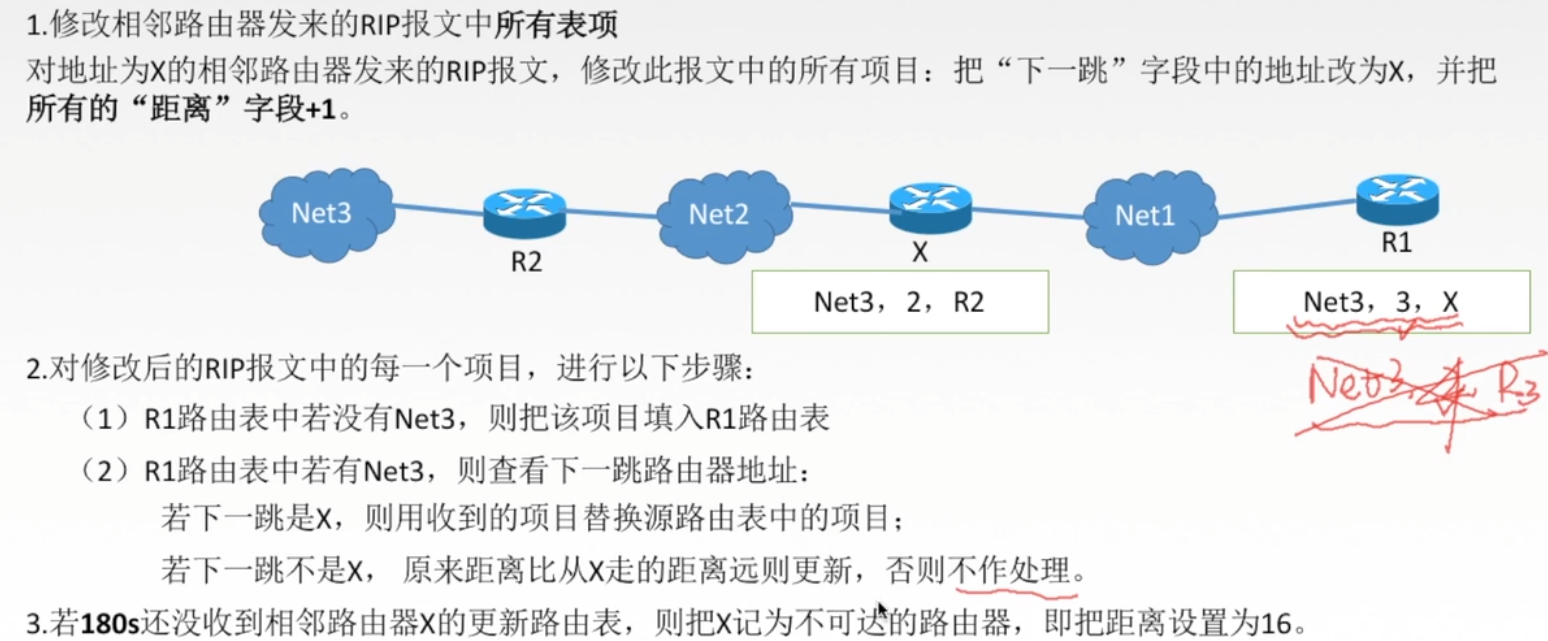 1.修改相邻路由器发来的RIP报文中所有表项
对地址为X的相邻路由器发来的RIP报文，修改此报文中的所有项目：把“下一跳”字段中的地址改为X，并把
所有的“距离”字段+1。
Net3
R2
Net2
X
Net1
R1
Net3，2，R2
Net3，3，X
Net3
R3
2.对修改后的RIP报文中的每一个项目，进行以下步骤：
（1）R1路由表中若没有Net3，则把该项目填入R1路由表
（2）R1路由表中若有Net3，则查看下一跳路由器地址：
若下一跳是X，则用收到的项目替换源路由表中的项目；
若下一跳不是X， 原来距离比从X走的距离远则更新，否则不作处理。
3.若180s还没收到相邻路由器X的更新路由表，则把X记为不可达的路由器，即把距离设置为16。